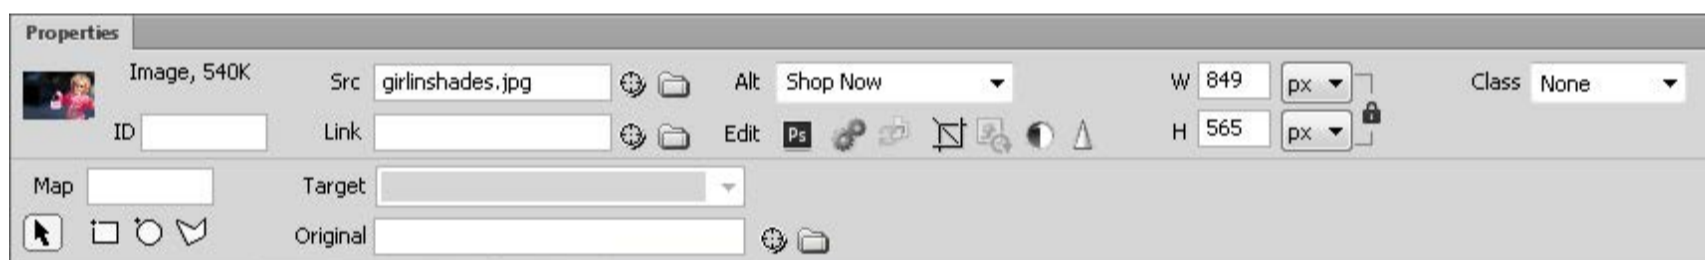 Properties
Image, 540K Src girlinshades.jpg Alt Shop Now W 849 px Class None
ID Link Edit Ps H 565 px
Map Target
Original